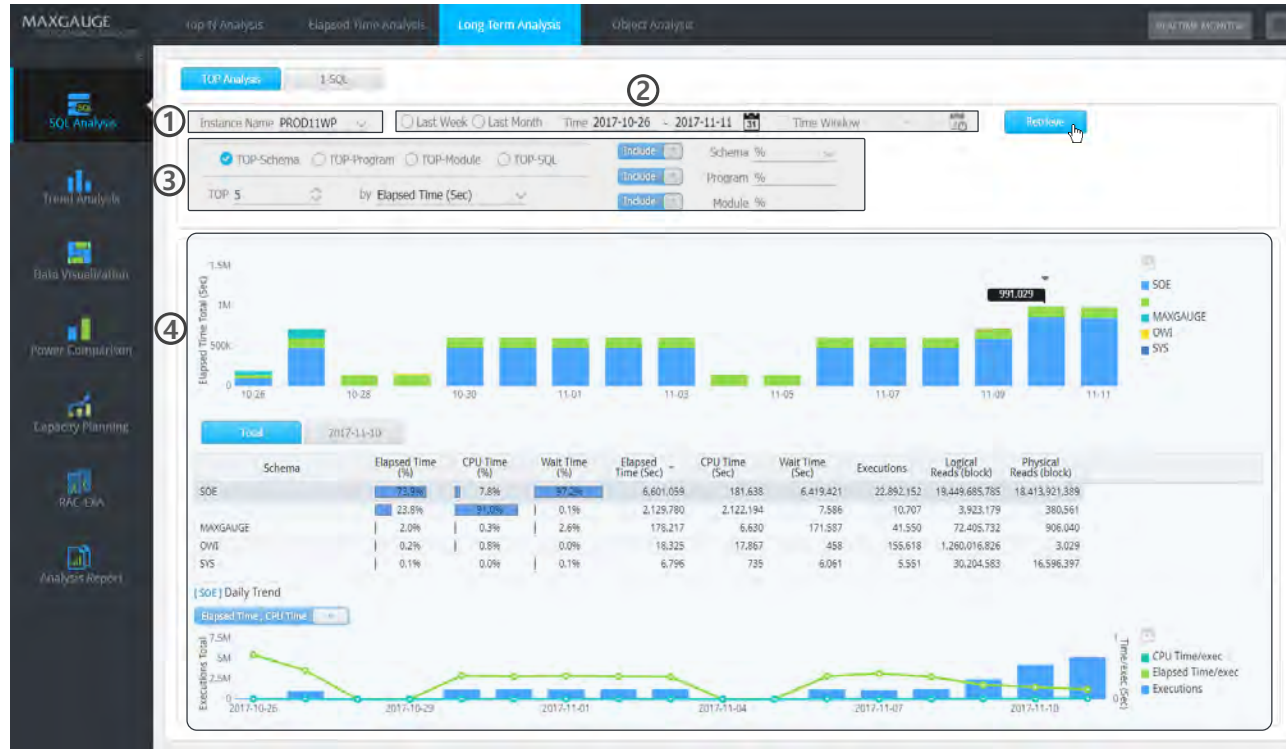 MAXGAUGE
Top-N Analysis Elapsed Time Analysis Long Term Analysis Object Analysis REALTIME MONITOR
TOP Analysis 1-SQL
②
① Instance Name PROD11WP Last Week Last Month Time 2017-10-26 - 2017-11-11 31 Time Window - Retrieve
SQL
SQL Analysis
③ TOP-Schema TOP-Program TOP-Module TOP-SQL Include Schema %
Include Program %
TOP 5 by Elapsed Time (Sec) Include Module %
Trend Analysis
Data Visualization
Power Comparison
Capacity Planning
RAC-EXA
Analysis Report
④
Elapsed Time Total (Sec)
1.5M
1M
500K
0
991,029
10-26 10-28 10-30 11-01 11-03 11-05 11-07 11-09 11-11
SOE
MAXGAUGE
OWI
SYS
Total 2017-11-10
Schema Elapsed Time (%) CPU Time (%) Wait Time (%) Elapsed Time (Sec) CPU Time (Sec) Wait Time (Sec) Executions Logical Reads (block) Physical Reads (block)
SOE 73.9% 7.8% 97.2% 6,601,059 181,638 6,419,421 22,892,152 19,449,685,785 18,413,921,389
23.8% 91.0% 0.1% 2,129,780 2,122,194 7,586 10,707 3,923,179 380,561
MAXGAUGE 2.0% 0.3% 2.6% 178,217 6,630 171,587 41,550 72,405,732 906,040
OWI 0.2% 0.8% 0.0% 18,325 17,867 458 155,618 1,260,016,826 3,029
SYS 0.1% 0.0% 0.1% 6,796 735 6,061 5,551 30,204,583 16,596,397
[ SOE ] Daily Trend
Elapsed Time , CPU Time
Executions Total
7.5M
5M
2.5M
0
2017-10-26 2017-10-29 2017-11-01 2017-11-04 2017-11-07 2017-11-10
1
0
Time/exec (Sec)
CPU Time/exec
Elapsed Time/exec
Executions